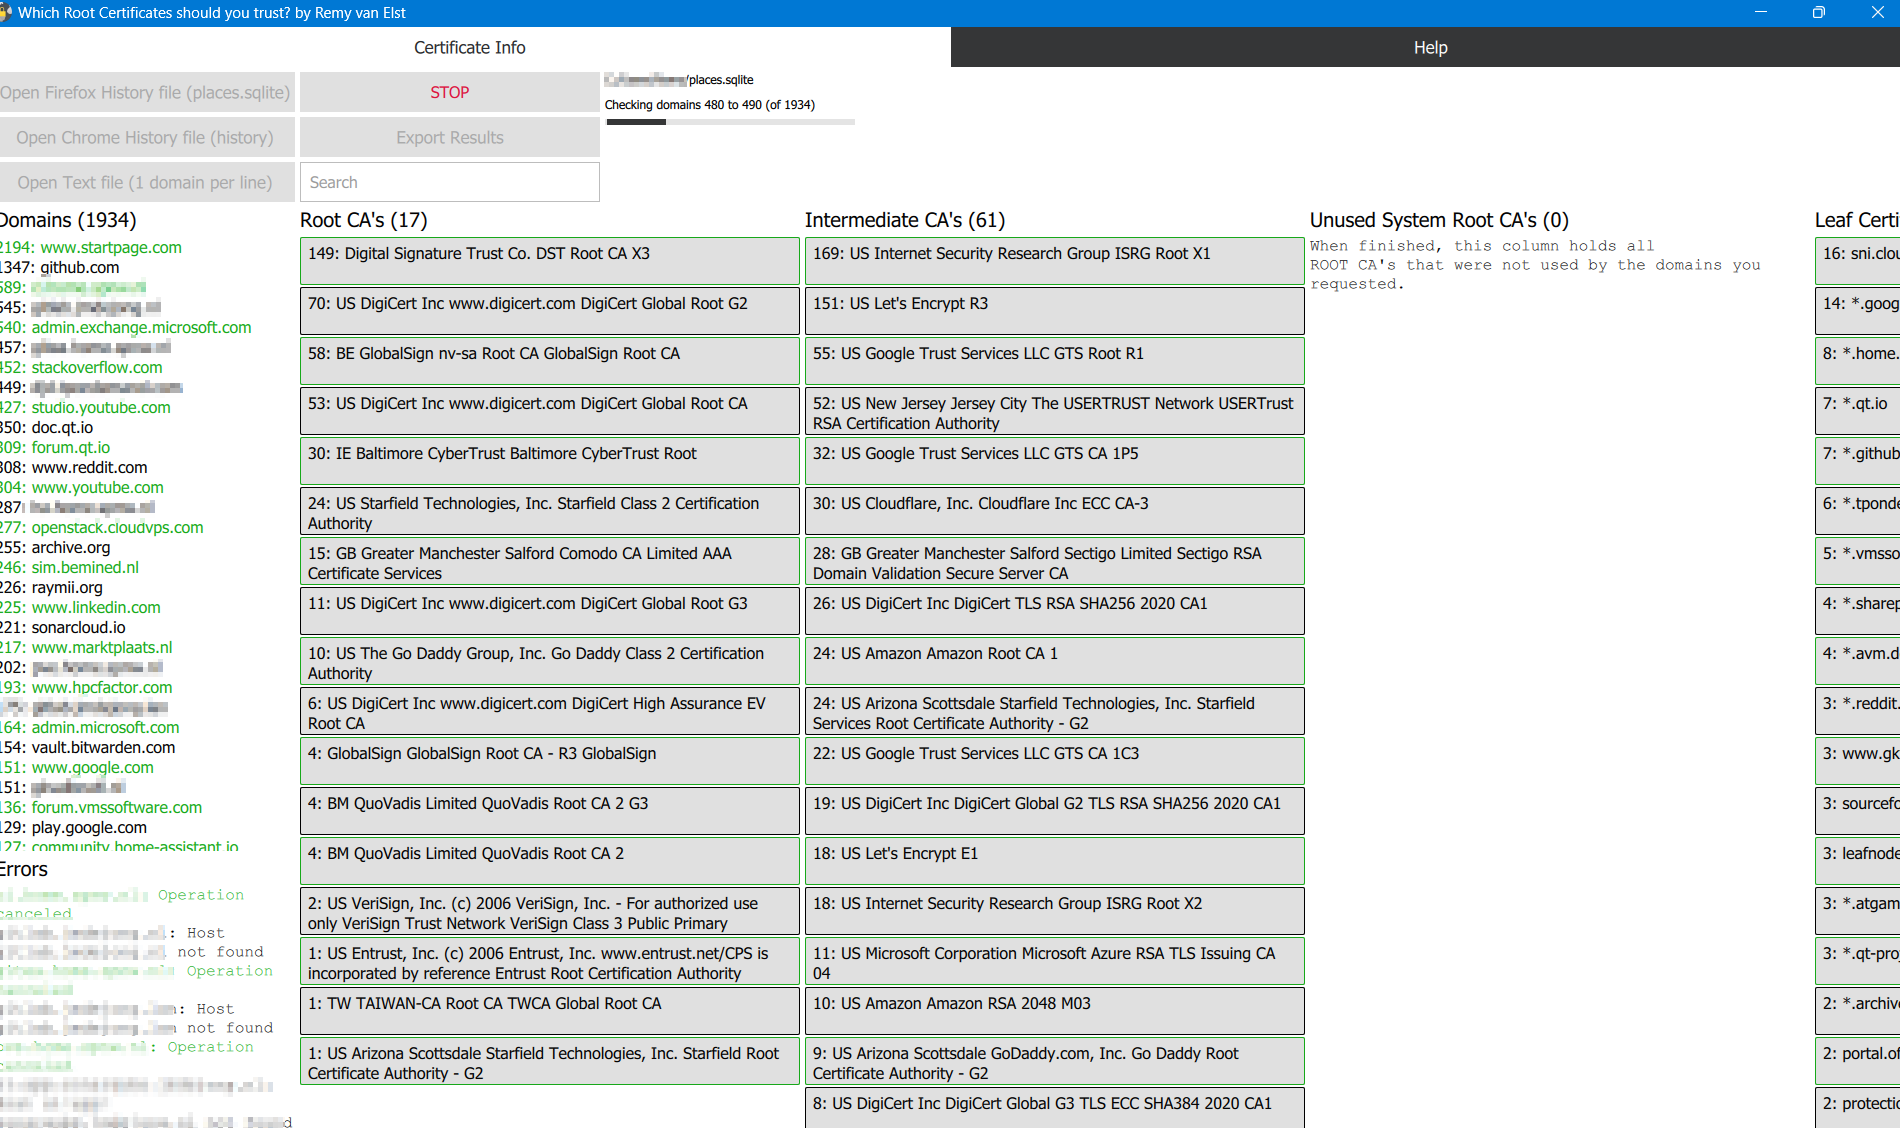 Which Root Certificates should you trust? by Remy van Elst
Certificate Info
Help
Open Firefox History file (places.sqlite)
STOP
/places.sqlite
Checking domains 480 to 490 (of 1934)
Open Chrome History file (history)
Export Results
Open Text file (1 domain per line)
Search
Domains (1934)
2194: www.startpage.com
1347: github.com
589:
545:
540: admin.exchange.microsoft.com
457:
452: stackoverflow.com
449:
427: studio.youtube.com
350: doc.qt.io
309: forum.qt.io
308: www.reddit.com
304: www.youtube.com
287:
277: openstack.cloudvps.com
255: archive.org
246: sim.bemined.nl
226: raymii.org
225: www.linkedin.com
221: sonarcloud.io
217: www.marktplaats.nl
202:
193: www.hpcfactor.com
164: admin.microsoft.com
154: vault.bitwarden.com
151: www.google.com
151:
136: forum.vmssoftware.com
129: play.google.com
127: community.home-assistant.io
Errors
Operation
canceled
: Host
not found
: Operation
: Host
not found
: Operation
Root CA's (17)
149: Digital Signature Trust Co. DST Root CA X3
70: US DigiCert Inc www.digicert.com DigiCert Global Root G2
58: BE GlobalSign nv-sa Root CA GlobalSign Root CA
53: US DigiCert Inc www.digicert.com DigiCert Global Root CA
30: IE Baltimore CyberTrust Baltimore CyberTrust Root
24: US Starfield Technologies, Inc. Starfield Class 2 Certification
Authority
15: GB Greater Manchester Salford Comodo CA Limited AAA
Certificate Services
11: US DigiCert Inc www.digicert.com DigiCert Global Root G3
10: US The Go Daddy Group, Inc. Go Daddy Class 2 Certification
Authority
6: US DigiCert Inc www.digicert.com DigiCert High Assurance EV
Root CA
4: GlobalSign GlobalSign Root CA - R3 GlobalSign
4: BM QuoVadis Limited QuoVadis Root CA 2 G3
4: BM QuoVadis Limited QuoVadis Root CA 2
2: US VeriSign, Inc. (c) 2006 VeriSign, Inc. - For authorized use
only VeriSign Trust Network VeriSign Class 3 Public Primary
1: US Entrust, Inc. (c) 2006 Entrust, Inc. www.entrust.net/CPS is
incorporated by reference Entrust Root Certification Authority
1: TW TAIWAN-CA Root CA TWCA Global Root CA
1: US Arizona Scottsdale Starfield Technologies, Inc. Starfield Root
Certificate Authority - G2
Intermediate CA's (61)
169: US Internet Security Research Group ISRG Root X1
151: US Let's Encrypt R3
55: US Google Trust Services LLC GTS Root R1
52: US New Jersey Jersey City The USERTRUST Network USERTrust
RSA Certification Authority
32: US Google Trust Services LLC GTS CA 1P5
30: US Cloudflare, Inc. Cloudflare Inc ECC CA-3
28: GB Greater Manchester Salford Sectigo Limited Sectigo RSA
Domain Validation Secure Server CA
26: US DigiCert Inc DigiCert TLS RSA SHA256 2020 CA1
24: US Amazon Amazon Root CA 1
24: US Arizona Scottsdale Starfield Technologies, Inc. Starfield
Services Root Certificate Authority - G2
22: US Google Trust Services LLC GTS CA 1C3
19: US DigiCert Inc DigiCert Global G2 TLS RSA SHA256 2020 CA1
18: US Let's Encrypt E1
18: US Internet Security Research Group ISRG Root X2
11: US Microsoft Corporation Microsoft Azure RSA TLS Issuing CA
04
10: US Amazon Amazon RSA 2048 M03
9: US Arizona Scottsdale GoDaddy.com, Inc. Go Daddy Root
Certificate Authority - G2
8: US DigiCert Inc DigiCert Global G3 TLS ECC SHA384 2020 CA1
Unused System Root CA's (0)
When finished, this column holds all
ROOT CA's that were not used by the domains you
requested.
Leaf Certi
16: sni.clou
14: *.goog
8: *.home.
7: *.qt.io
7: *.github
6: *.tponde
5: *.vmsso
4: *.sharep
4: *.avm.d
3: *.reddit.
3: www.gk
3: sourcefo
3: leafnode
3: *.atgam
3: *.qt-proj
2: *.archiv
2: portal.of
2: protectio